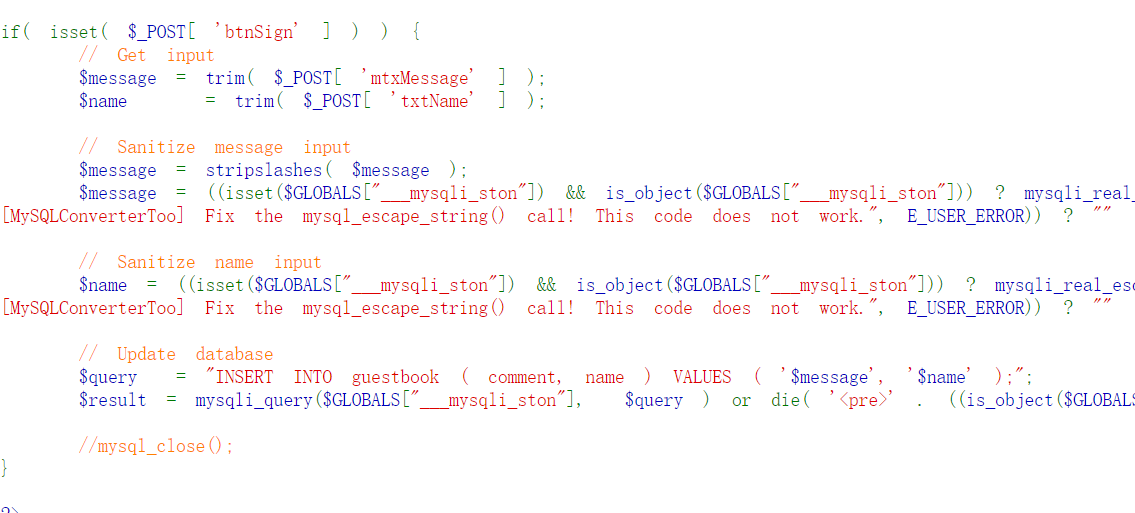 if( isset( $_POST[ 'btnSign' ] ) ) {
// Get input
$message = trim( $_POST[ 'mtxMessage' ] );
$name = trim( $_POST[ 'txtName' ] );
// Sanitize message input
$message = stripslashes( $message );
$message = ((isset($GLOBALS["___mysqli_ston"]) && is_object($GLOBALS["___mysqli_ston"])) ? mysqli_real_
[MySQLConverterToo] Fix the mysql_escape_string() call! This code does not work.", E_USER_ERROR)) ? ""
// Sanitize name input
$name = ((isset($GLOBALS["___mysqli_ston"]) && is_object($GLOBALS["___mysqli_ston"])) ? mysqli_real_esc
[MySQLConverterToo] Fix the mysql_escape_string() call! This code does not work.", E_USER_ERROR)) ? ""
// Update database
$query = "INSERT INTO guestbook ( comment, name ) VALUES ( '$message', '$name' );";
$result = mysqli_query($GLOBALS["___mysqli_ston"], $query ) or die( '<pre>' . ((is_object($GLOBALS
//mysql_close();
}